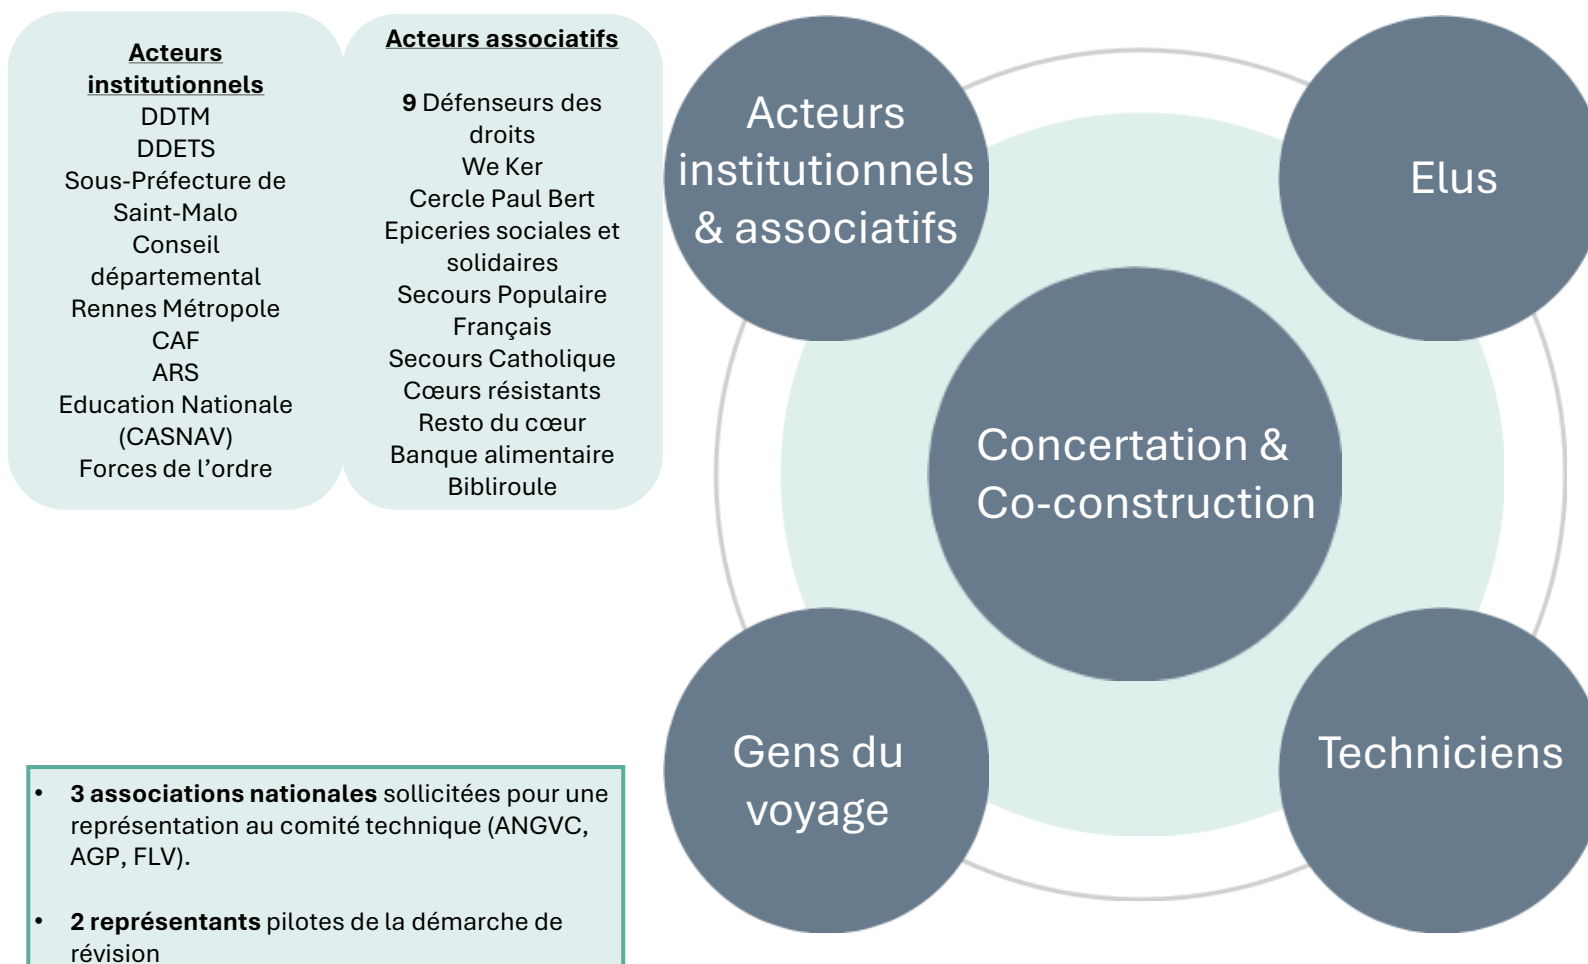 Acteurs
institutionnels
DDTM
DDETS
Sous-Préfecture de
Saint-Malo
Conseil
départemental
Rennes Métropole
CAF
ARS
Education Nationale
(CASNAV)
Forces de l’ordre
Acteurs associatifs
9 Défenseurs des
droits
We Ker
Cercle Paul Bert
Epiceries sociales et
solidaires
Secours Populaire
Français
Secours Catholique
Cœurs résistants
Resto du cœur
Banque alimentaire
Bibliroule
Acteurs
institutionnels
& associatifs
Elus
Concertation &
Co-construction
Gens du
voyage
Techniciens
• 3 associations nationales sollicitées pour une
représentation au comité technique (ANGVC,
AGP, FLV).
• 2 représentants pilotes de la démarche de
révision